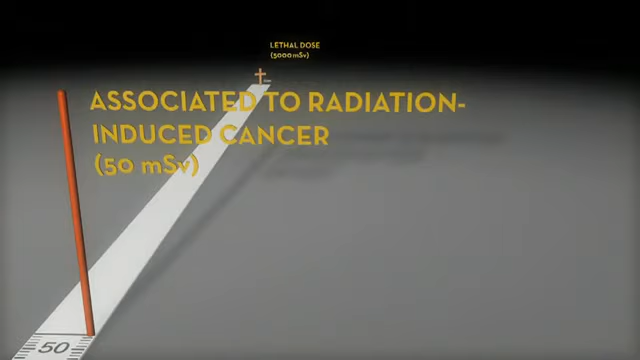 LETHAL DOSE
(5000 mSv)
ASSOCIATED TO RADIATION-
INDUCED CANCER
(50 mSv)
50